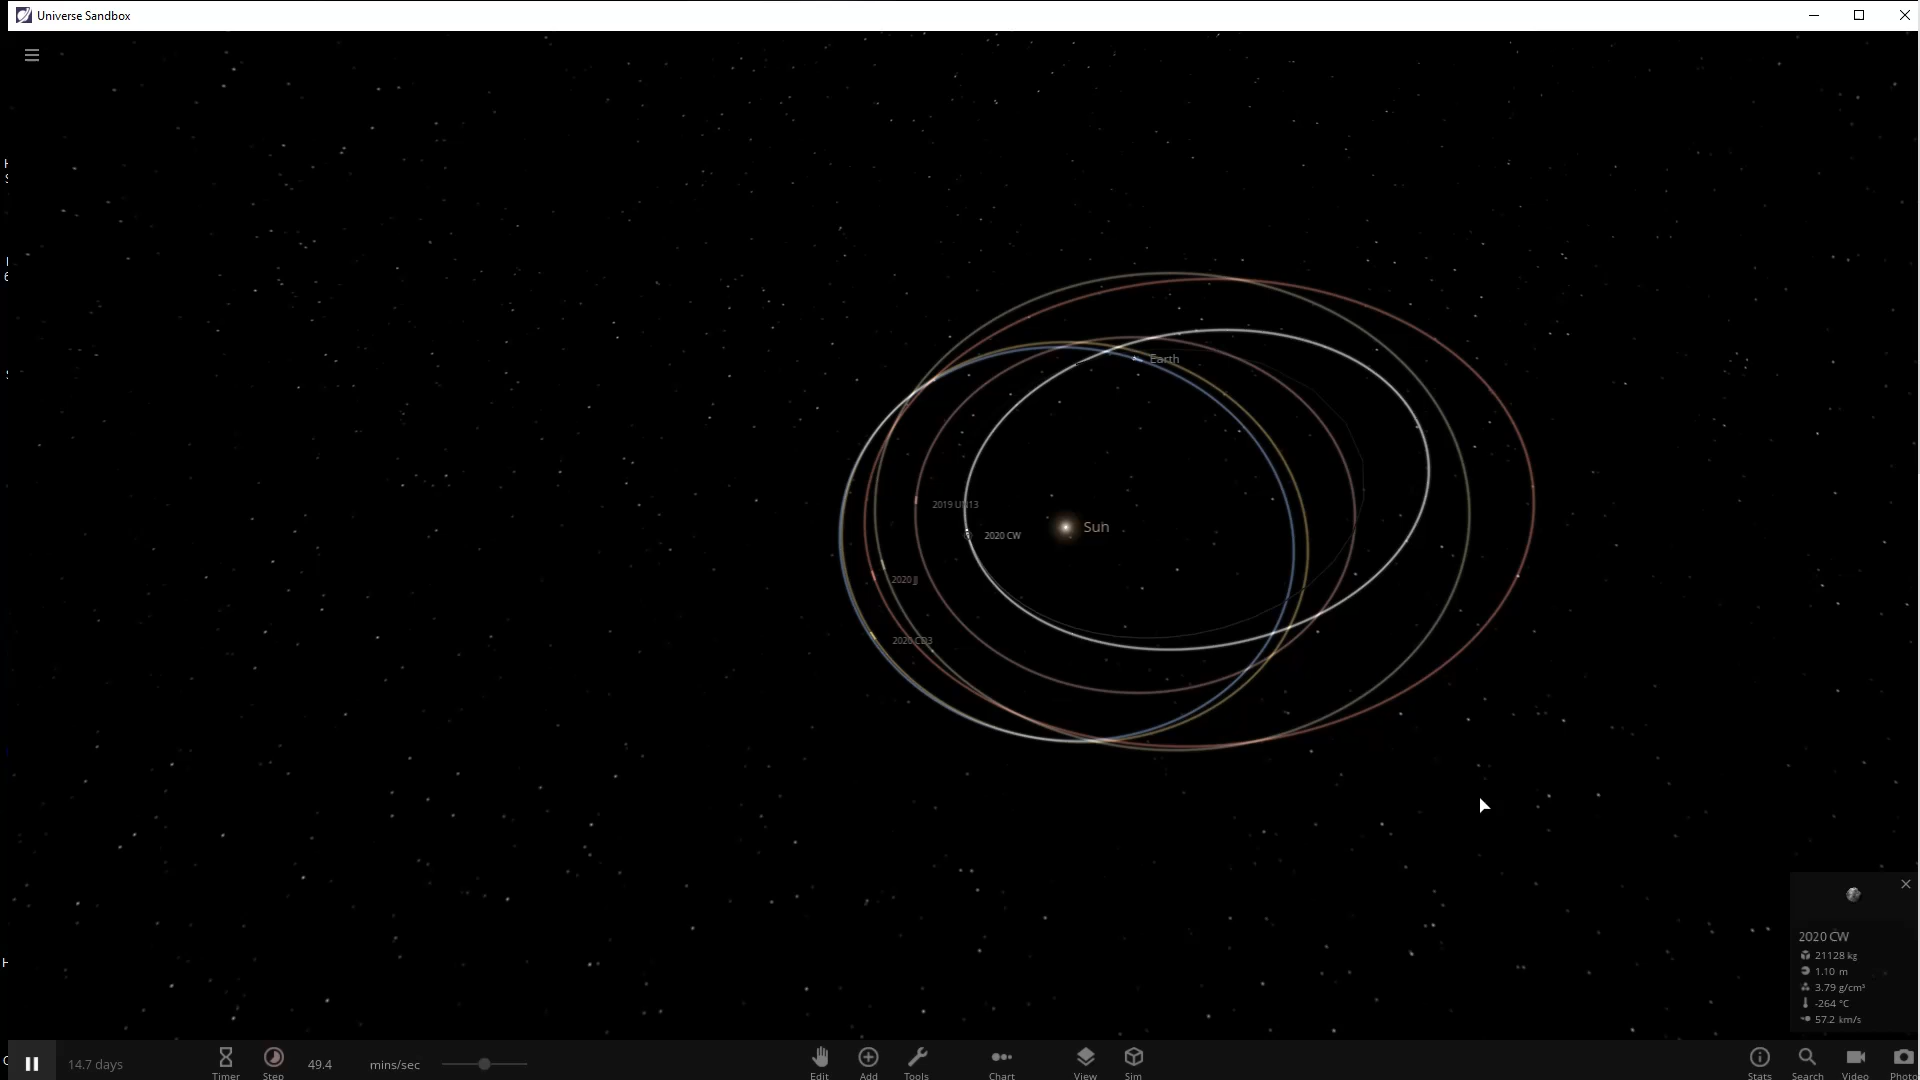 Universe Sandbox
Earth
2019 UN13
Sun
2020 CW
2020 JJ
2020 CD3
2020 CW
21128 kg
1.10 m
3.79 g/cm³
-264 °C
57.2 km/s
14.7 days
Timer
Step
49.4 mins/sec
Edit
Add
Tools
Chart
View
Sim
Stats
Search
Video
Photo